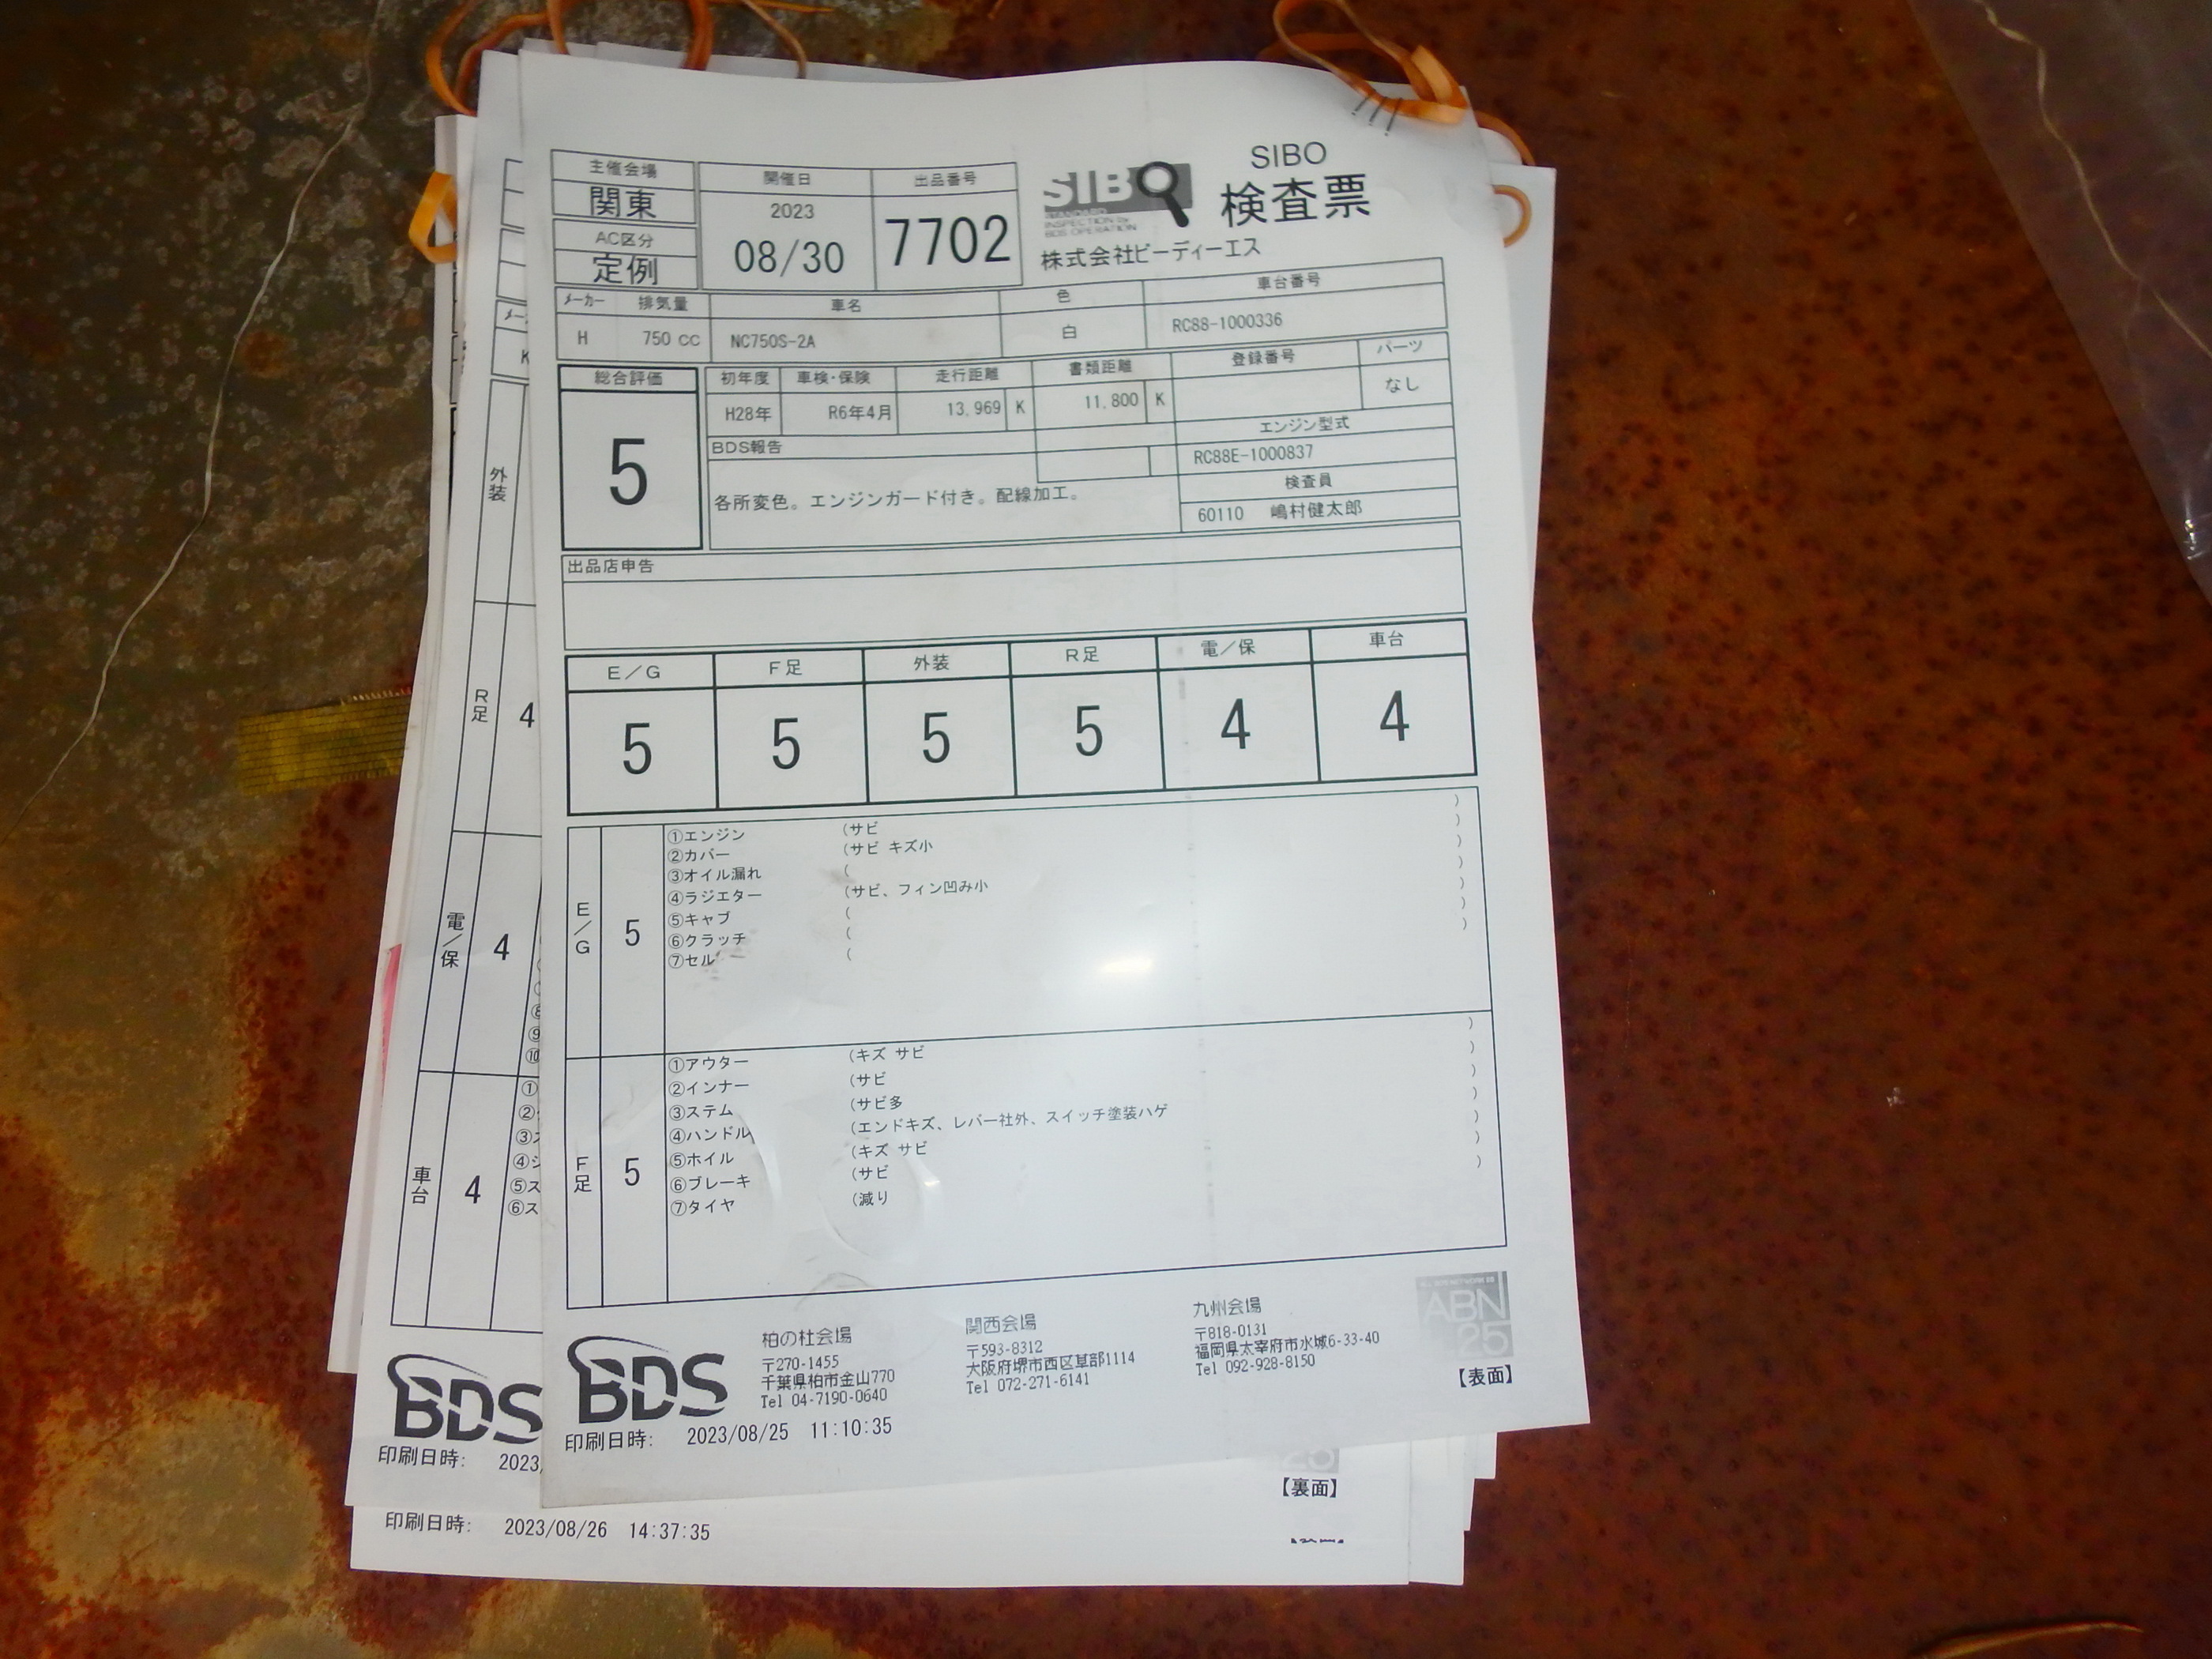 主催会場
関東
AC区分
定例
開催日
2023
08/30
出品番号
7702
SIBO
STANDARD
INSPECTION by
BDS OPERATION
SIBO
検査票
株式会社ビーディーエス
メーカー 排気量 車名 色 車台番号
H 750 cc NC750S-2A 白 RC88-1000336
総合評価
5
初年度 車検・保険 走行距離 書類距離 登録番号 パーツ
H28年 R6年4月 13,969 K 11,800 K なし
BDS報告
各所変色。エンジンガード付き。配線加工。
エンジン型式
RC88E-1000837
検査員
60110 嶋村健太郎
出品店申告
E/G F足 外装 R足 電/保 車台
5 5 5 5 4 4
E/G 5
①エンジン (サビ )
②カバー (サビ キズ小 )
③オイル漏れ ( )
④ラジエター (サビ、フィン凹み小 )
⑤キャブ ( )
⑥クラッチ ( )
⑦セル ( )
F足 5
①アウター (キズ サビ )
②インナー (サビ )
③ステム (サビ多 )
④ハンドル (エンドキズ、レバー社外、スイッチ塗装ハゲ )
⑤ホイル (キズ サビ )
⑥ブレーキ (サビ )
⑦タイヤ (減り )
BDS
柏の杜会場
〒270-1455
千葉県柏市金山770
Tel 04-7190-0640
関西会場
〒593-8312
大阪府堺市西区草部1114
Tel 072-271-6141
九州会場
〒818-0131
福岡県太宰府市水城6-33-40
Tel 092-928-8150
ABN
25
【表面】
印刷日時: 2023/08/25 11:10:35
外装
R足 4
電/保 4
⑧
⑨
⑩
車台 4
①
②
③
④
⑤ス
⑥ス
BDS
印刷日時: 2023
25
【裏面】
印刷日時: 2023/08/26 14:37:35